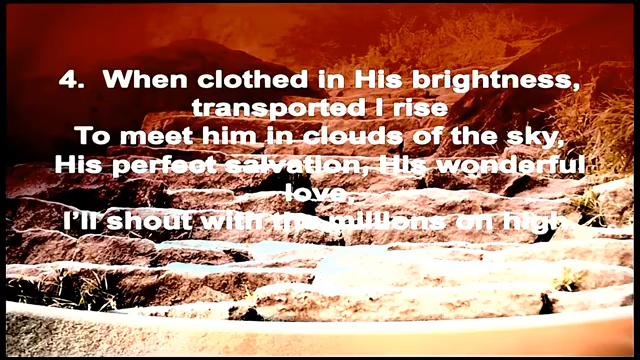 4. When clothed in His brightness,
transported I rise
To meet him in clouds of the sky,
His perfect salvation, His wonderful
love,
I'll shout with the millions on high.